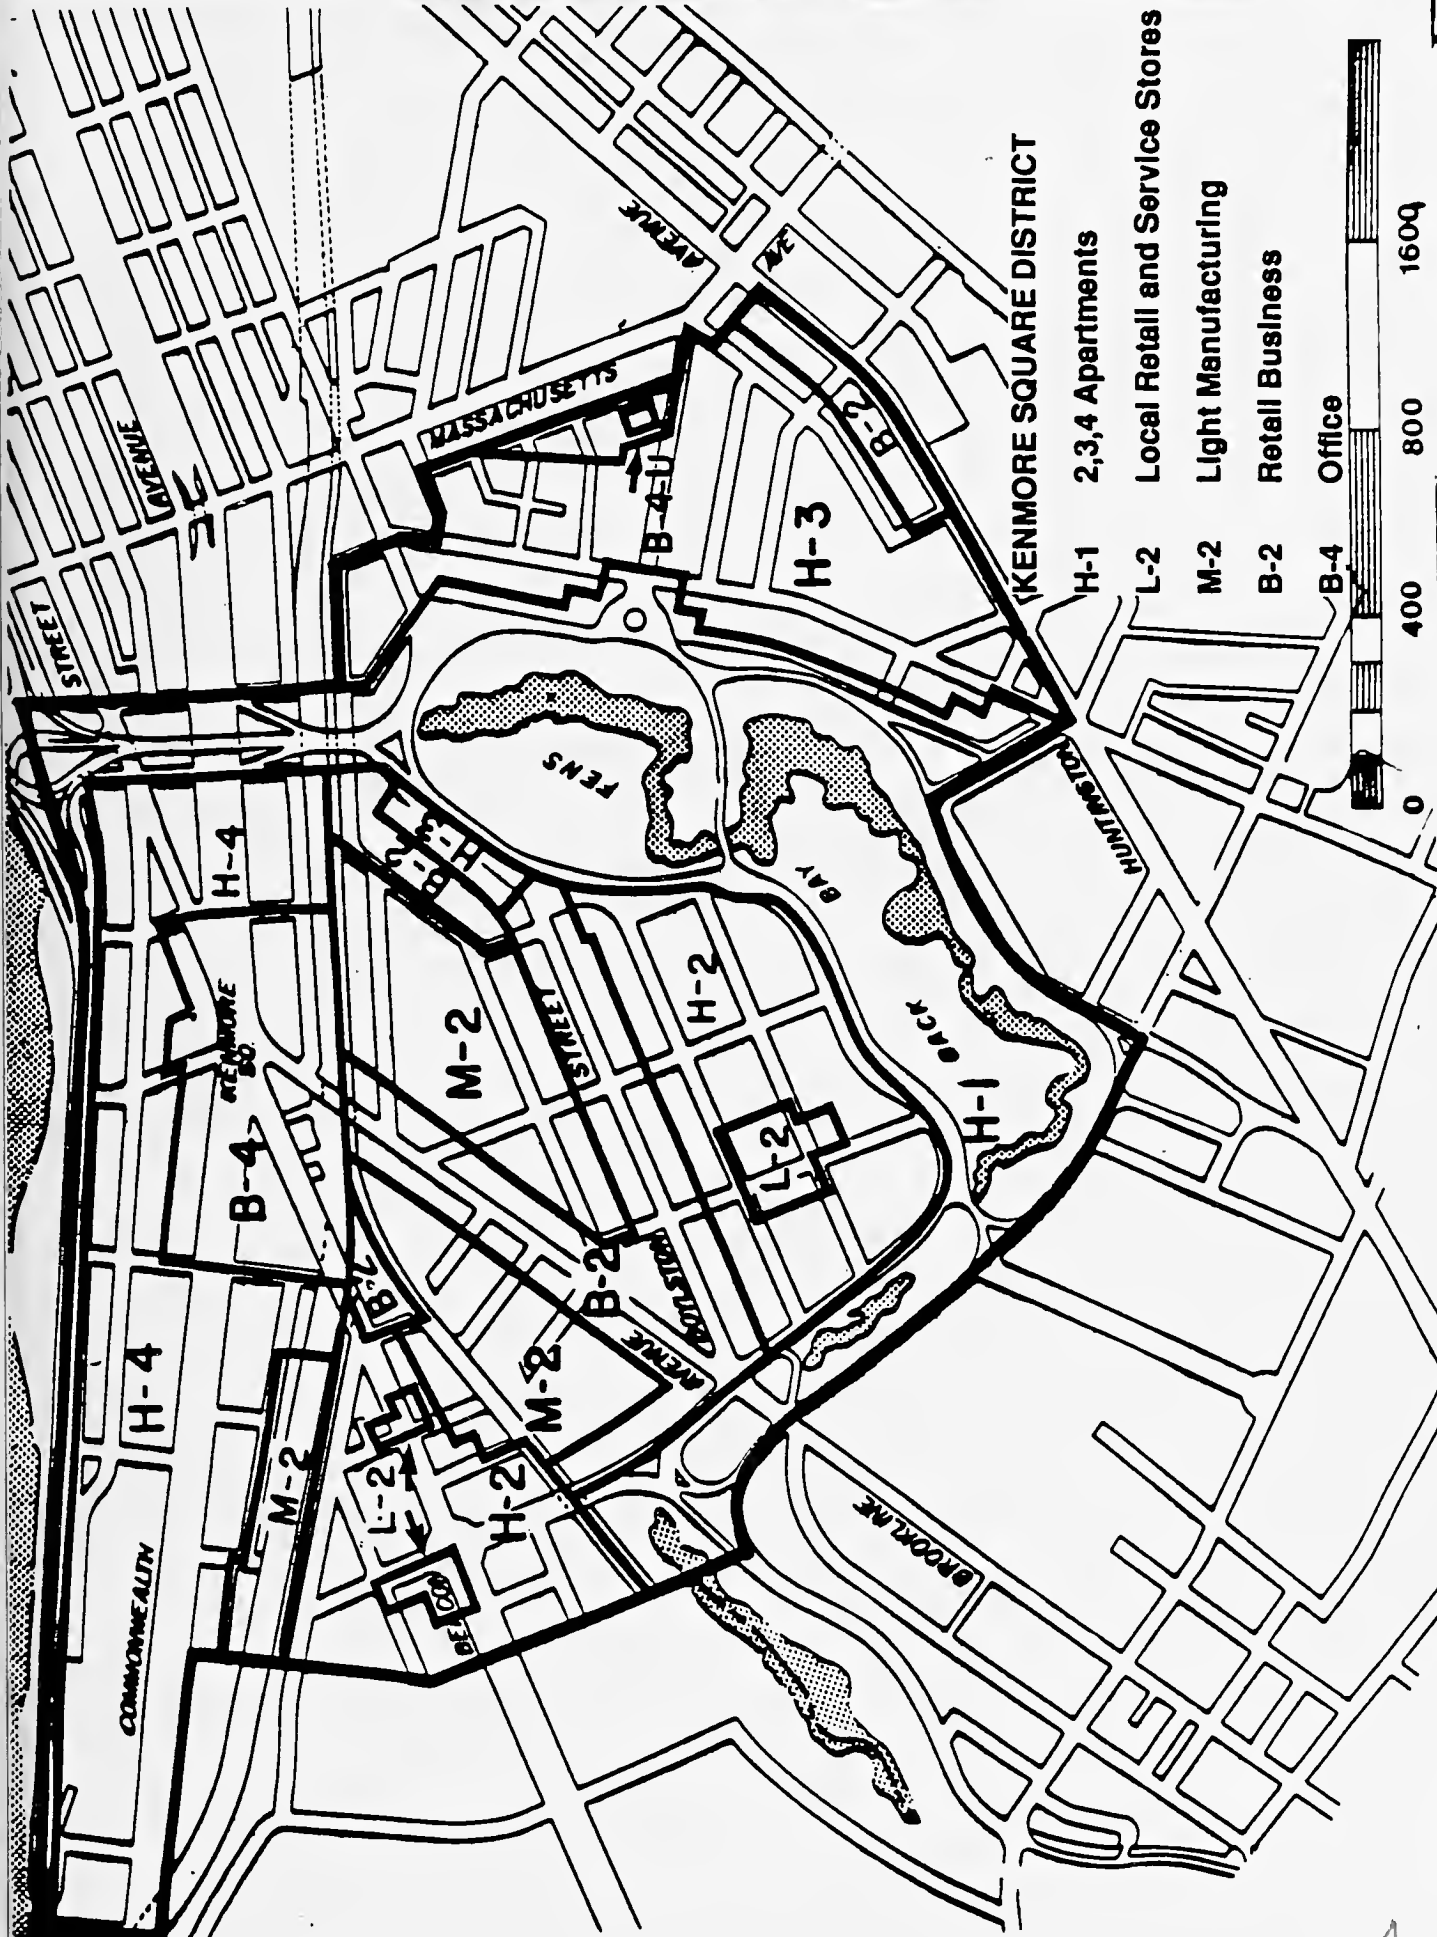 KENMORE SQUARE DISTRICT
H-1 2,3,4 Apartments
L-2 Local Retail and Service Stores
M-2 Light Manufacturing
B-2 Retail Business
B-4 Office
0 400 800 1600
STREET
AVENUE
MASSACHUSETTS
AVENUE
AVE
H-4
KENMORE
SQ.
B-4
H-4
COMMONWEALTH
M-2
B-2
L-2
H-2
M-2
AVENUE
B-2
BOYLSTON
STREET
M-2
B-2
H-3
H-2
L-2
FENS
BAY
BACK
H-1
B-4-U
H-3
B-2
HUNTINGTON
BROOKLINE